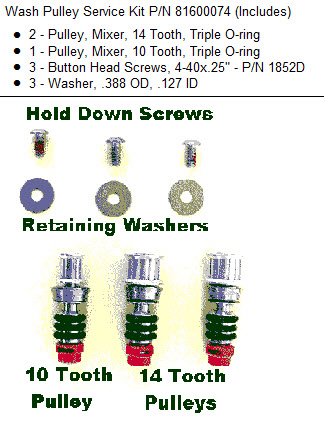 Wash Pulley Service Kit P/N 81600074 (Includes)
● 2 - Pulley, Mixer, 14 Tooth, Triple O-ring
● 1 - Pulley, Mixer, 10 Tooth, Triple O-ring
● 3 - Button Head Screws, 4-40x.25" - P/N 1852D
● 3 - Washer, .388 OD, .127 ID
Hold Down Screws
Retaining Washers
10 Tooth 14 Tooth
Pulley Pulleys